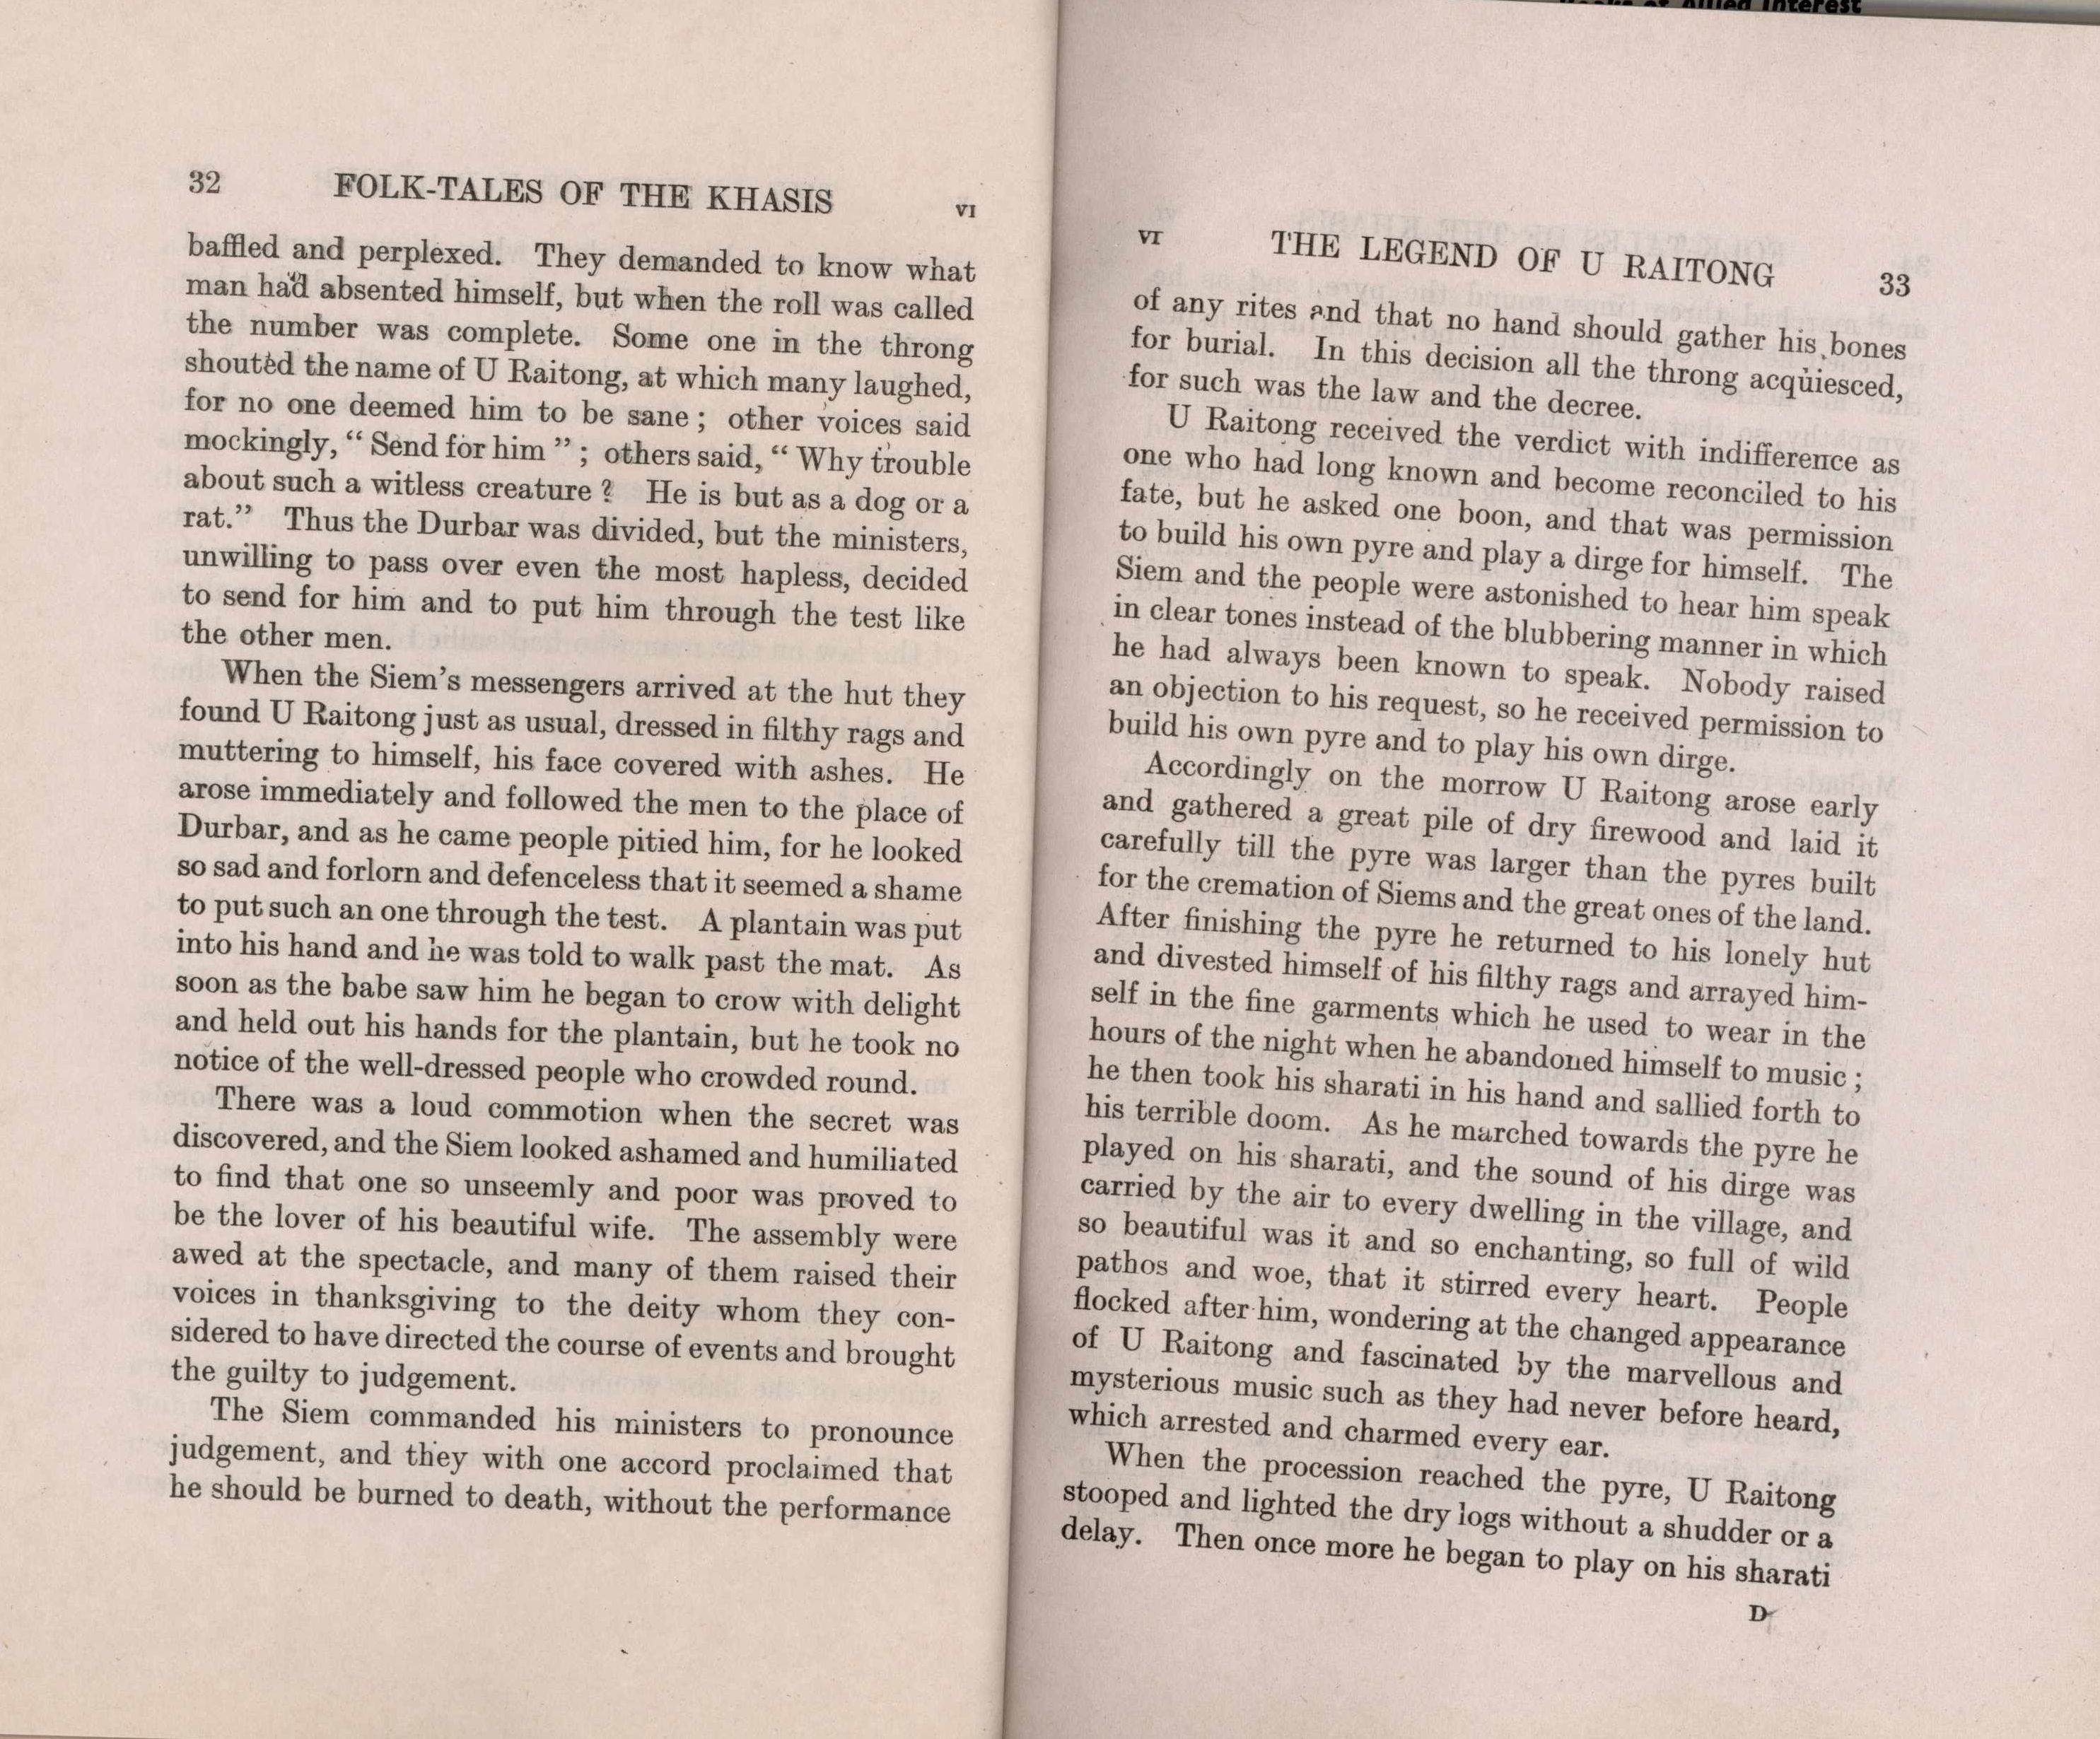 Books of Allied Interest
32 FOLK-TALES OF THE KHASIS VI
baffled and perplexed. They demanded to know what
man had absented himself, but when the roll was called
the number was complete. Some one in the throng
shouted the name of U Raitong, at which many laughed,
for no one deemed him to be sane ; other voices said
mockingly, “ Send for him ” ; others said, “ Why trouble
about such a witless creature ? He is but as a dog or a
rat.” Thus the Durbar was divided, but the ministers,
unwilling to pass over even the most hapless, decided
to send for him and to put him through the test like
the other men.
When the Siem’s messengers arrived at the hut they
found U Raitong just as usual, dressed in filthy rags and
muttering to himself, his face covered with ashes. He
arose immediately and followed the men to the place of
Durbar, and as he came people pitied him, for he looked
so sad and forlorn and defenceless that it seemed a shame
to put such an one through the test. A plantain was put
into his hand and he was told to walk past the mat. As
soon as the babe saw him he began to crow with delight
and held out his hands for the plantain, but he took no
notice of the well-dressed people who crowded round.
There was a loud commotion when the secret was
discovered, and the Siem looked ashamed and humiliated
to find that one so unseemly and poor was proved to
be the lover of his beautiful wife. The assembly were
awed at the spectacle, and many of them raised their
voices in thanksgiving to the deity whom they con-
sidered to have directed the course of events and brought
the guilty to judgement.
The Siem commanded his ministers to pronounce
judgement, and they with one accord proclaimed that
he should be burned to death, without the performance
VI THE LEGEND OF U RAITONG 33
of any rites and that no hand should gather his bones
for burial. In this decision all the throng acquiesced,
for such was the law and the decree.
U Raitong received the verdict with indifference as
one who had long known and become reconciled to his
fate, but he asked one boon, and that was permission
to build his own pyre and play a dirge for himself. The
Siem and the people were astonished to hear him speak
in clear tones instead of the blubbering manner in which
he had always been known to speak. Nobody raised
an objection to his request, so he received permission to
build his own pyre and to play his own dirge.
Accordingly on the morrow U Raitong arose early
and gathered a great pile of dry firewood and laid it
carefully till the pyre was larger than the pyres built
for the cremation of Siems and the great ones of the land.
After finishing the pyre he returned to his lonely hut
and divested himself of his filthy rags and arrayed him-
self in the fine garments which he used to wear in the
hours of the night when he abandoned himself to music ;
he then took his sharati in his hand and sallied forth to
his terrible doom. As he marched towards the pyre he
played on his sharati, and the sound of his dirge was
carried by the air to every dwelling in the village, and
so beautiful was it and so enchanting, so full of wild
pathos and woe, that it stirred every heart. People
flocked after him, wondering at the changed appearance
of U Raitong and fascinated by the marvellous and
mysterious music such as they had never before heard,
which arrested and charmed every ear.
When the procession reached the pyre, U Raitong
stooped and lighted the dry logs without a shudder or a
delay. Then once more he began to play on his sharati
D